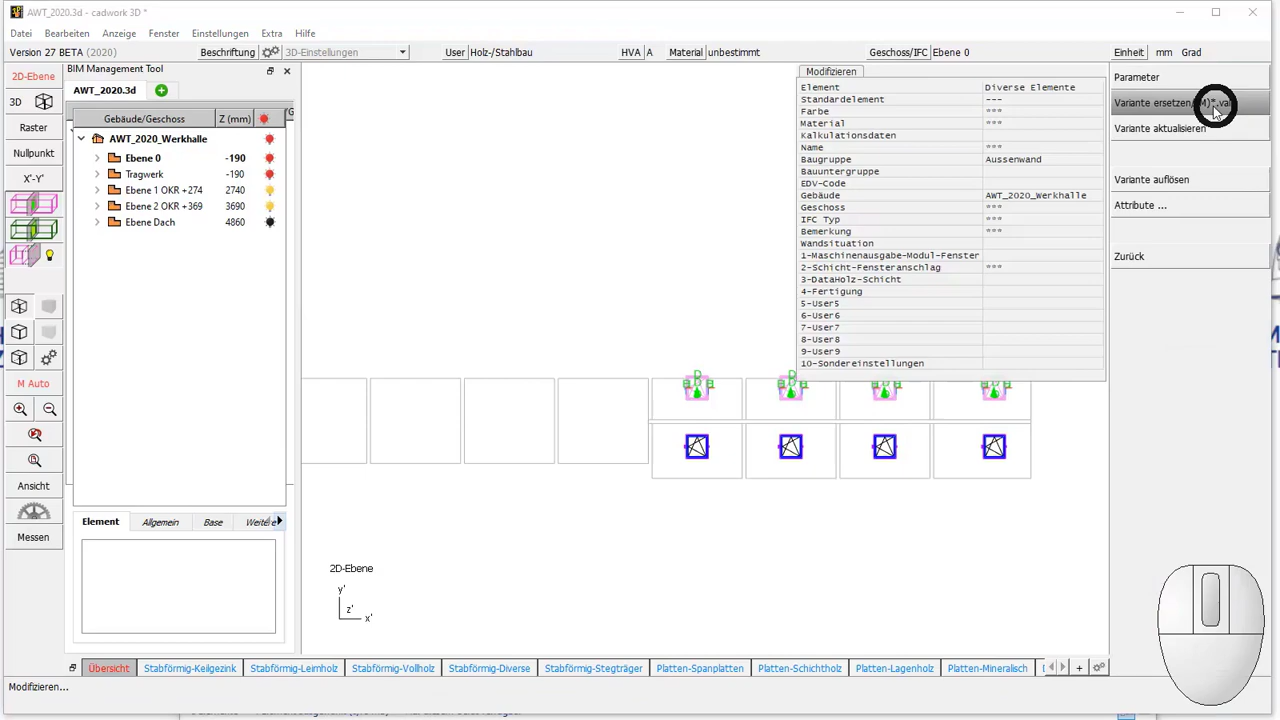 AWT_2020.3d - cadwork 3D *
Datei Bearbeiten Anzeige Fenster Einstellungen Extra Hilfe
Version 27 BETA (2020) Beschriftung 3D-Einstellungen User Holz-/Stahlbau HVA A Material unbestimmt Geschoss/IFC Ebene 0 Einheit mm Grad
2D-Ebene
3D
Raster
Nullpunkt
X'-Y'
M Auto
Ansicht
Messen
BIM Management Tool
AWT_2020.3d
Gebäude/Geschoss Z (mm)
AWT_2020_Werkhalle
Ebene 0 -190
Tragwerk -190
Ebene 1 OKR +274 2740
Ebene 2 OKR +369 3690
Ebene Dach 4860
Element Allgemein Base Weitere
Modifizieren
Element Diverse Elemente
Standardelement ---
Farbe ***
Material ***
Kalkulationsdaten
Name ***
Baugruppe Aussenwand
Bauuntergruppe
EDV-Code
Gebäude AWT_2020_Werkhalle
Geschoss ***
IFC Typ ***
Bemerkung ***
Wandsituation
1-Maschinenausgabe-Modul-Fenster
2-Schicht-Fensteranschlag ***
3-DataHolz-Schicht
4-Fertigung
5-User5
6-User6
7-User7
8-User8
9-User9
10-Sondereinstellungen
Parameter
Variante ersetzen
Variante aktualisieren
Variante auflösen
Attribute ...
Zurück
2D-Ebene
y'
z'
x'
Übersicht Stabförmig-Keilgezink Stabförmig-Leimholz Stabförmig-Vollholz Stabförmig-Diverse Stabförmig-Stegträger Platten-Spanplatten Platten-Schichtholz Platten-Lagenholz Platten-Mineralisch
Modifizieren...